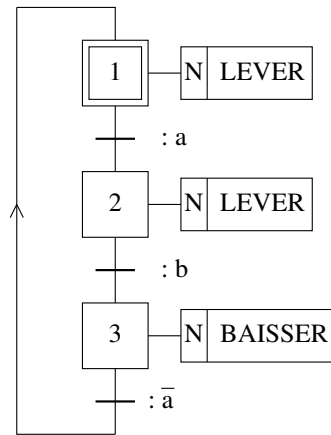 1 N LEVER
: a
2 N LEVER
: b
3 N BAISSER
: a̅